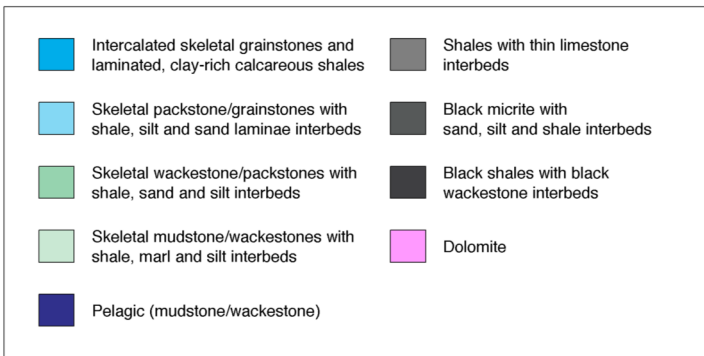 Intercalated skeletal grainstones and
laminated, clay-rich calcareous shales
Skeletal packstone/grainstones with
shale, silt and sand laminae interbeds
Skeletal wackestone/packstones with
shale, sand and silt interbeds
Skeletal mudstone/wackestones with
shale, marl and silt interbeds
Pelagic (mudstone/wackestone)
Shales with thin limestone
interbeds
Black micrite with
sand, silt and shale interbeds
Black shales with black
wackestone interbeds
Dolomite